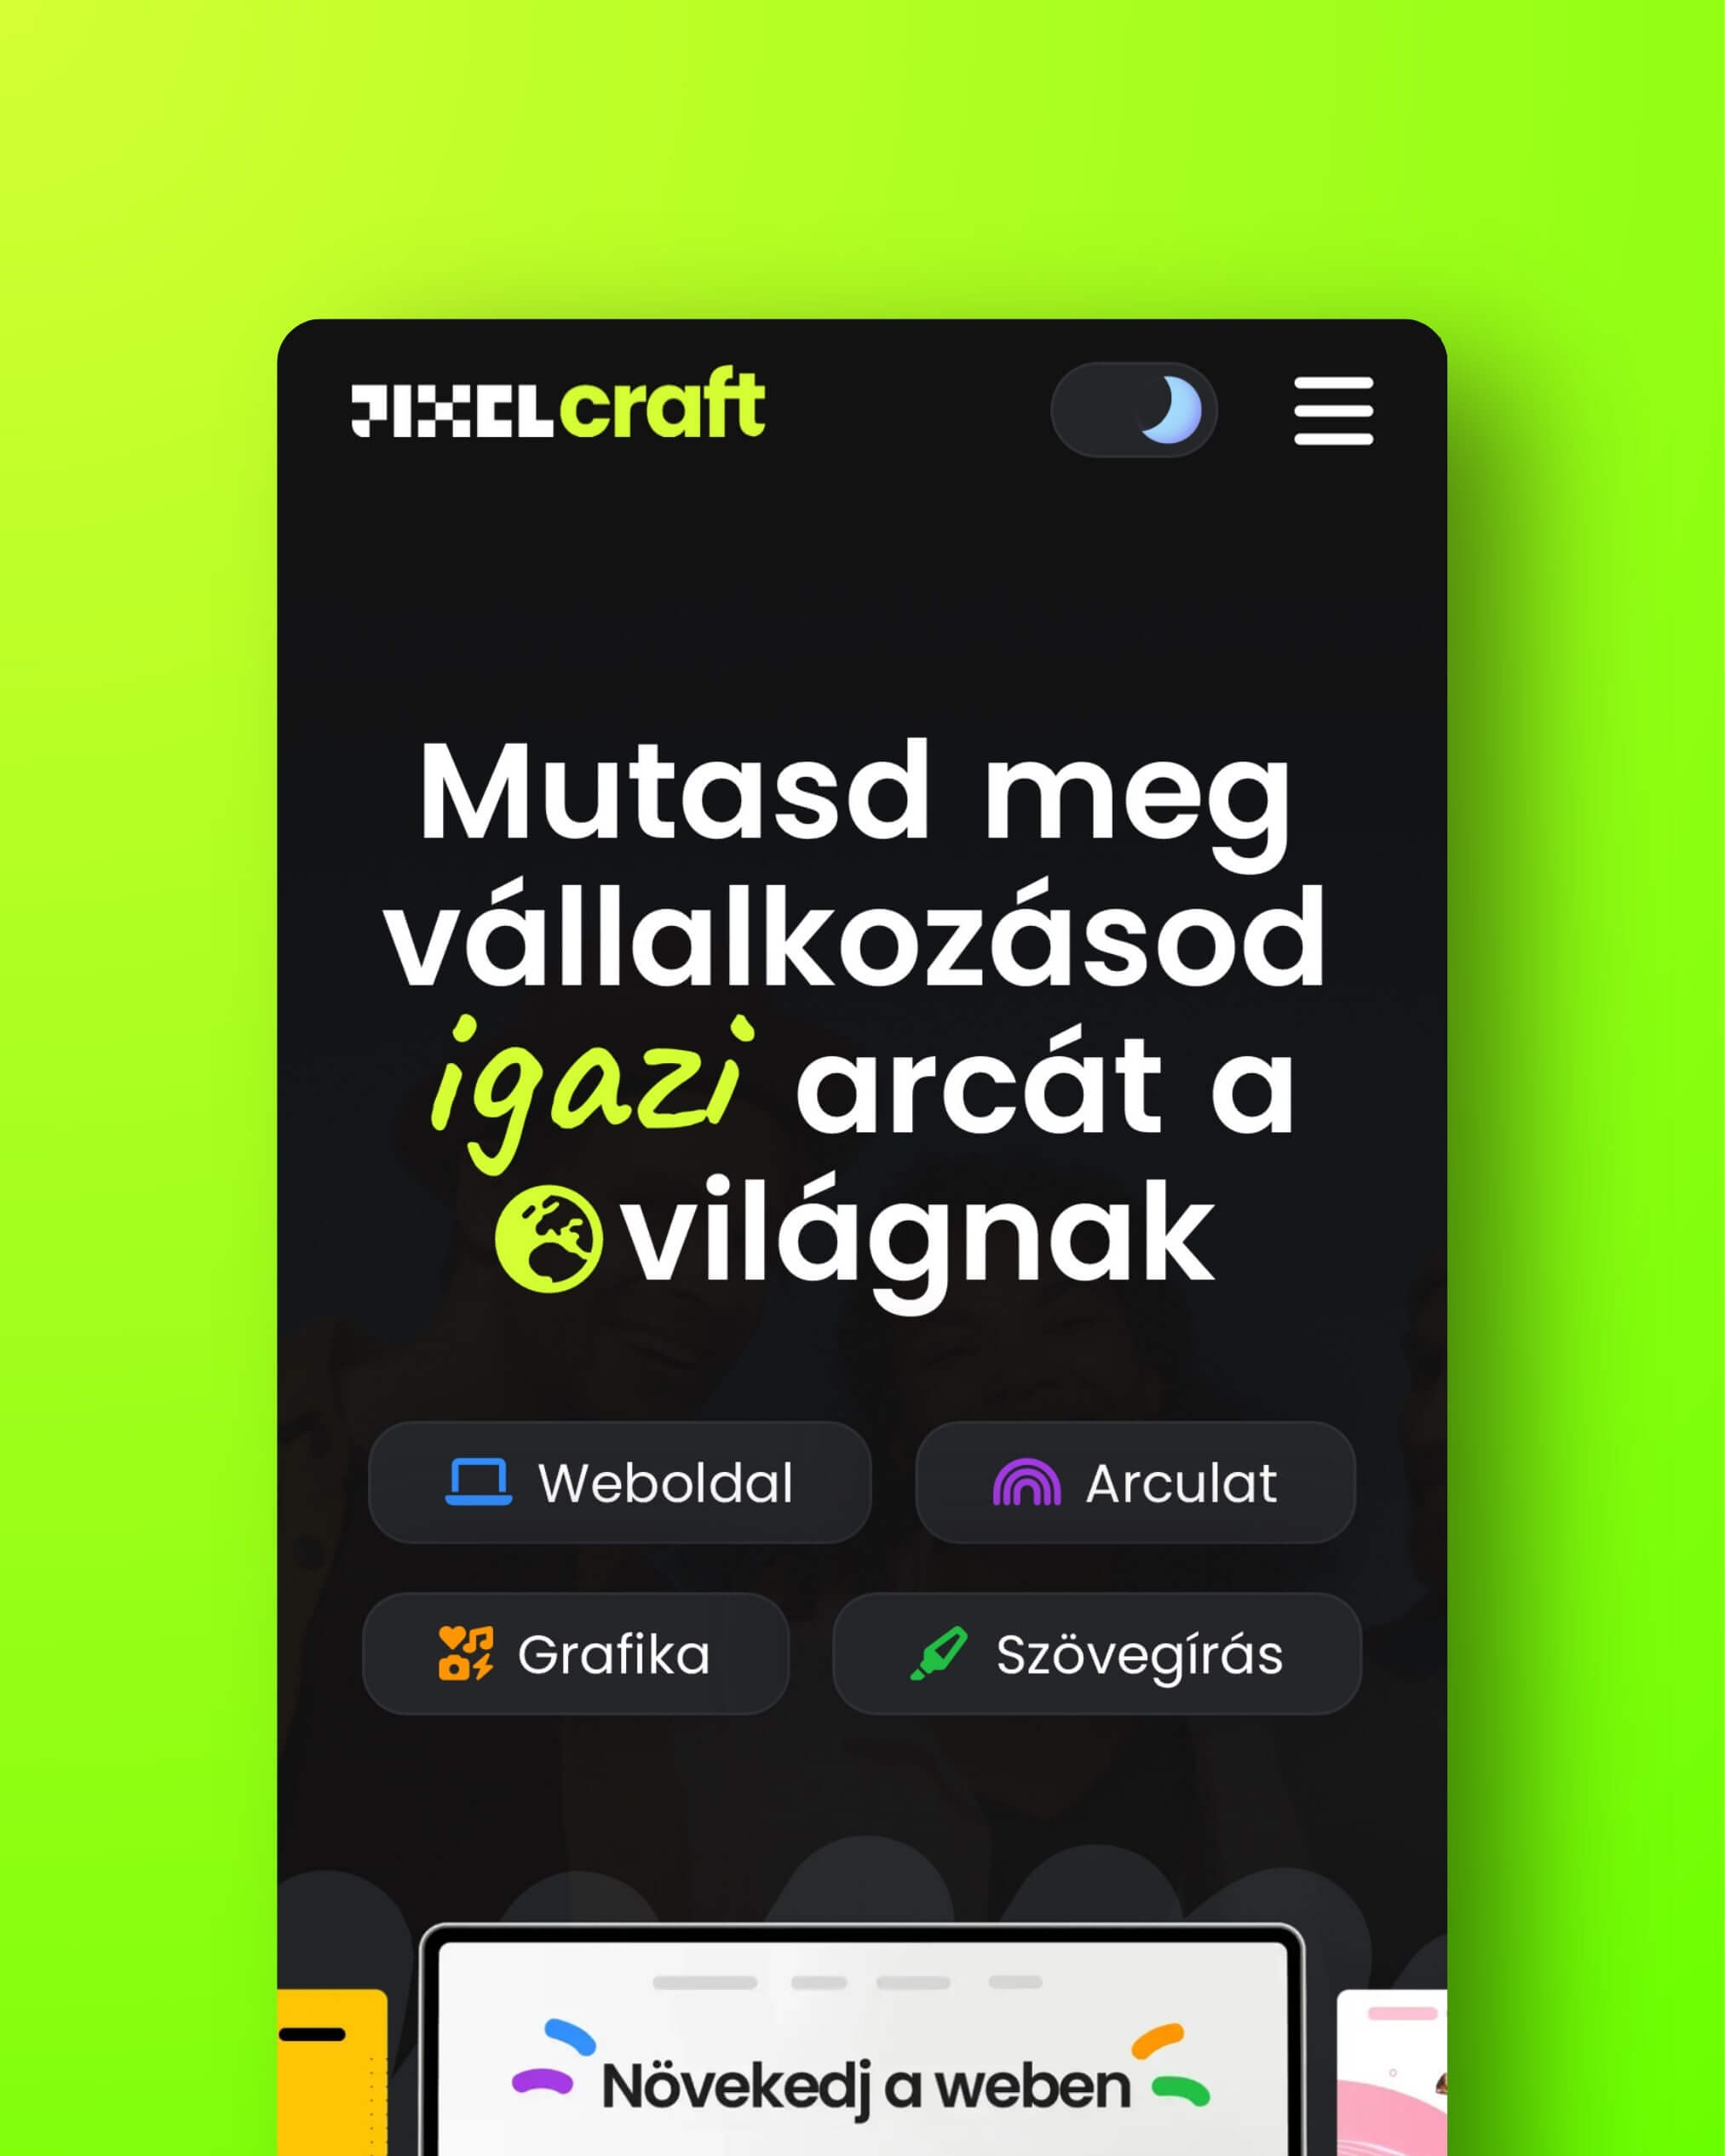 PIXELcraft
Mutasd meg
vállalkozásod
igazi arcát a
világnak
Weboldal
Arculat
Grafika
Szövegírás
Növekedj a weben